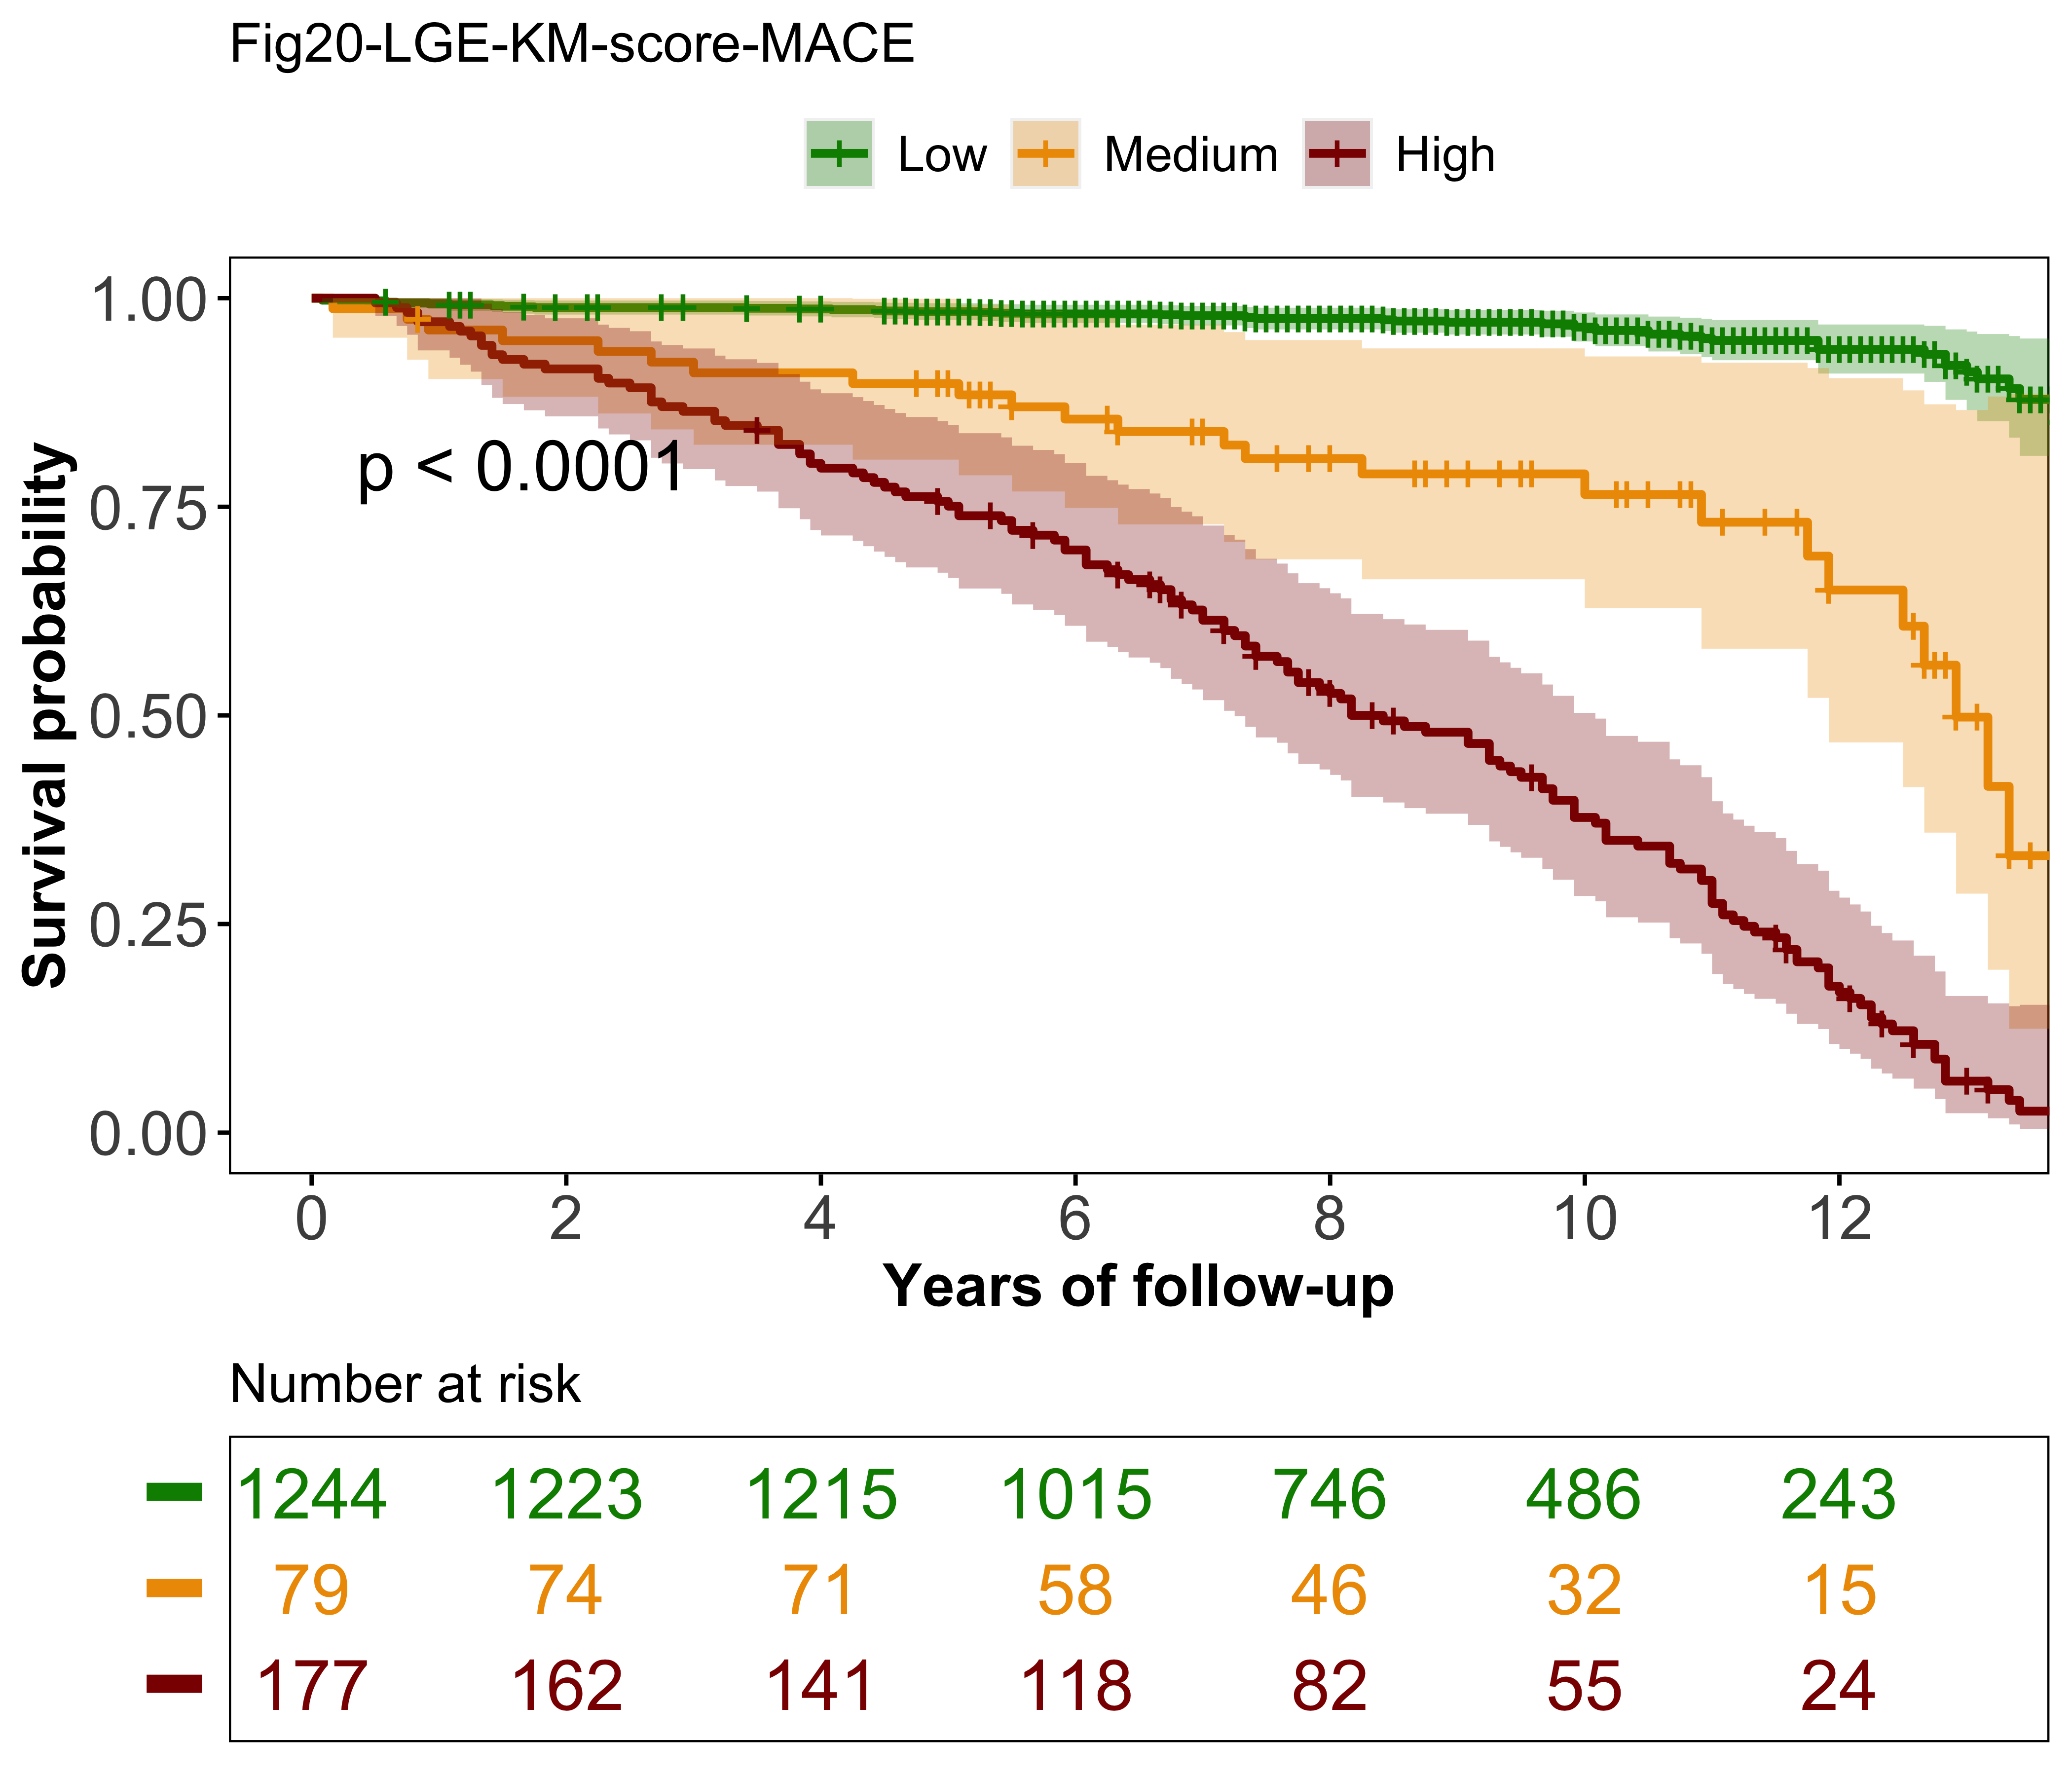 Fig20-LGE-KM-score-MACE
Low Medium High
Survival probability
1.00
0.75
0.50
0.25
0.00
p < 0.0001
0 2 4 6 8 10 12
Years of follow-up
Number at risk
1244 1223 1215 1015 746 486 243
79 74 71 58 46 32 15
177 162 141 118 82 55 24